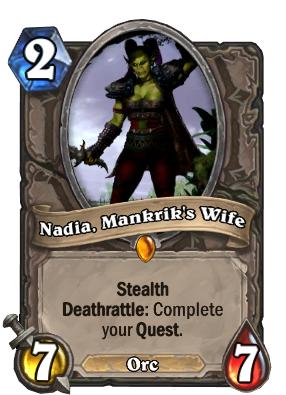 2
Nadia, Mankrik's Wife
Stealth
Deathrattle: Complete
your Quest.
7
Orc
7